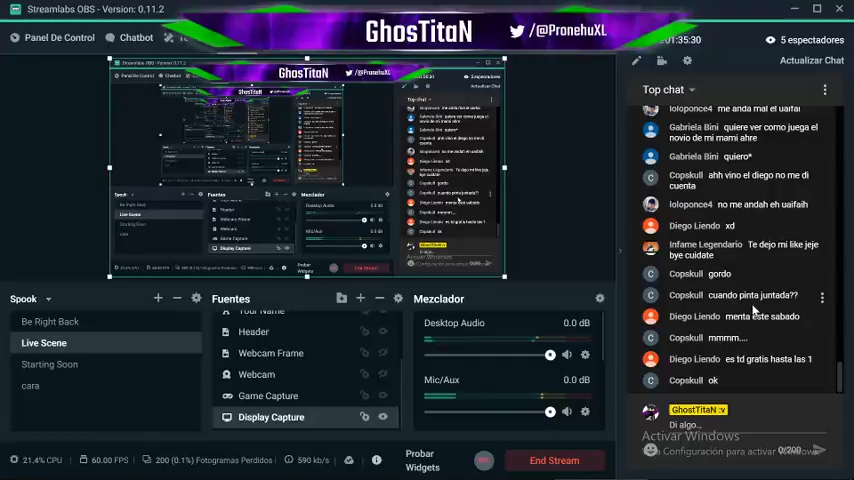 Streamlabs OBS - Version: 0.11.2
GhosTitaN
/@PronehuXL
Panel De Control
Chatbot
01:35:30
5 espectadores
Actualizar Chat
Top chat
loloponce4 me anda mal el uaifai
Gabriela Bini quiere ver como juega el
novio de mi mami ahre
Gabriela Bini quiero*
Copskull ahh vino el diego no me di
cuenta
loloponce4 no me andah eh uaifaih
Diego Liendo xd
Infame Legendario Te dejo mi like jeje
bye cuidate
Copskull gordo
Copskull cuando pinta juntada??
Diego Liendo menta este sabado
Copskull mmmm....
Diego Liendo es td gratis hasta las 1
Copskull ok
GhosTitaN :v
Di algo...
Activar Windows
Configuración para activar Windows
0/200
Spook
Be Right Back
Live Scene
Starting Soon
cara
Fuentes
Your Name
Header
Webcam Frame
Webcam
Game Capture
Display Capture
Mezclador
Desktop Audio
0.0 dB
Mic/Aux
0.0 dB
21.4% CPU
60.00 FPS
200 (0.1%) Fotogramas Perdidos
590 kb/s
Probar
Widgets
REC
End Stream